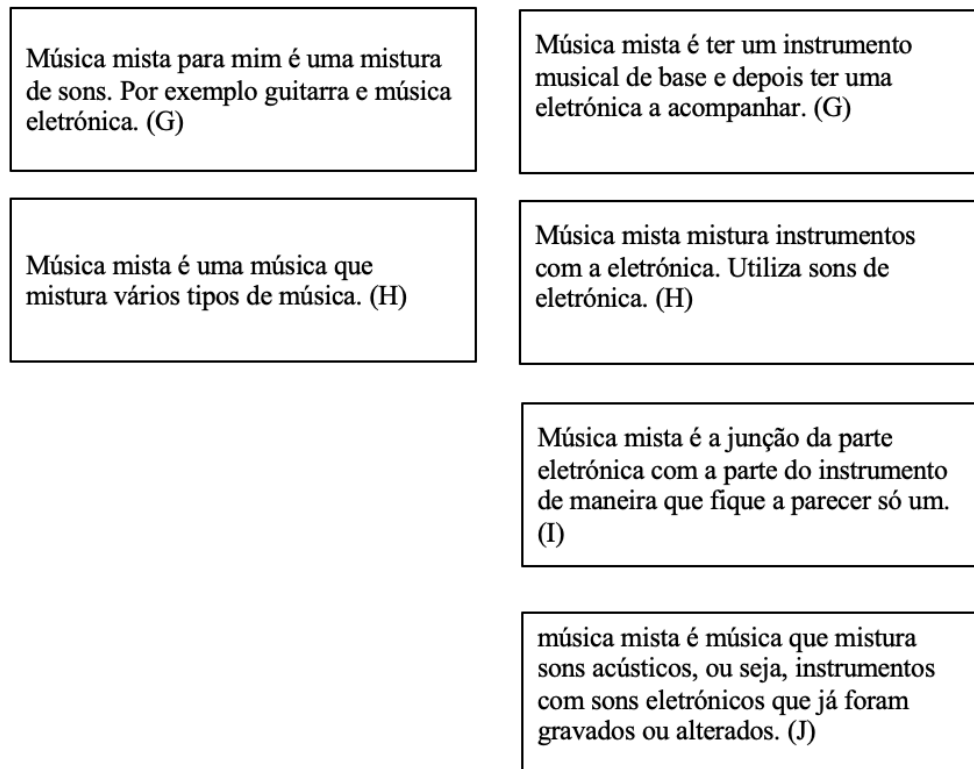 Música mista para mim é uma mistura
de sons. Por exemplo guitarra e música
eletrónica. (G)
Música mista é ter um instrumento
musical de base e depois ter uma
eletrónica a acompanhar. (G)
Música mista é uma música que
mistura vários tipos de música. (H)
Música mista mistura instrumentos
com a eletrónica. Utiliza sons de
eletrónica. (H)
Música mista é a junção da parte
eletrónica com a parte do instrumento
de maneira que fique a parecer só um.
(I)
música mista é música que mistura
sons acústicos, ou seja, instrumentos
com sons eletrónicos que já foram
gravados ou alterados. (J)